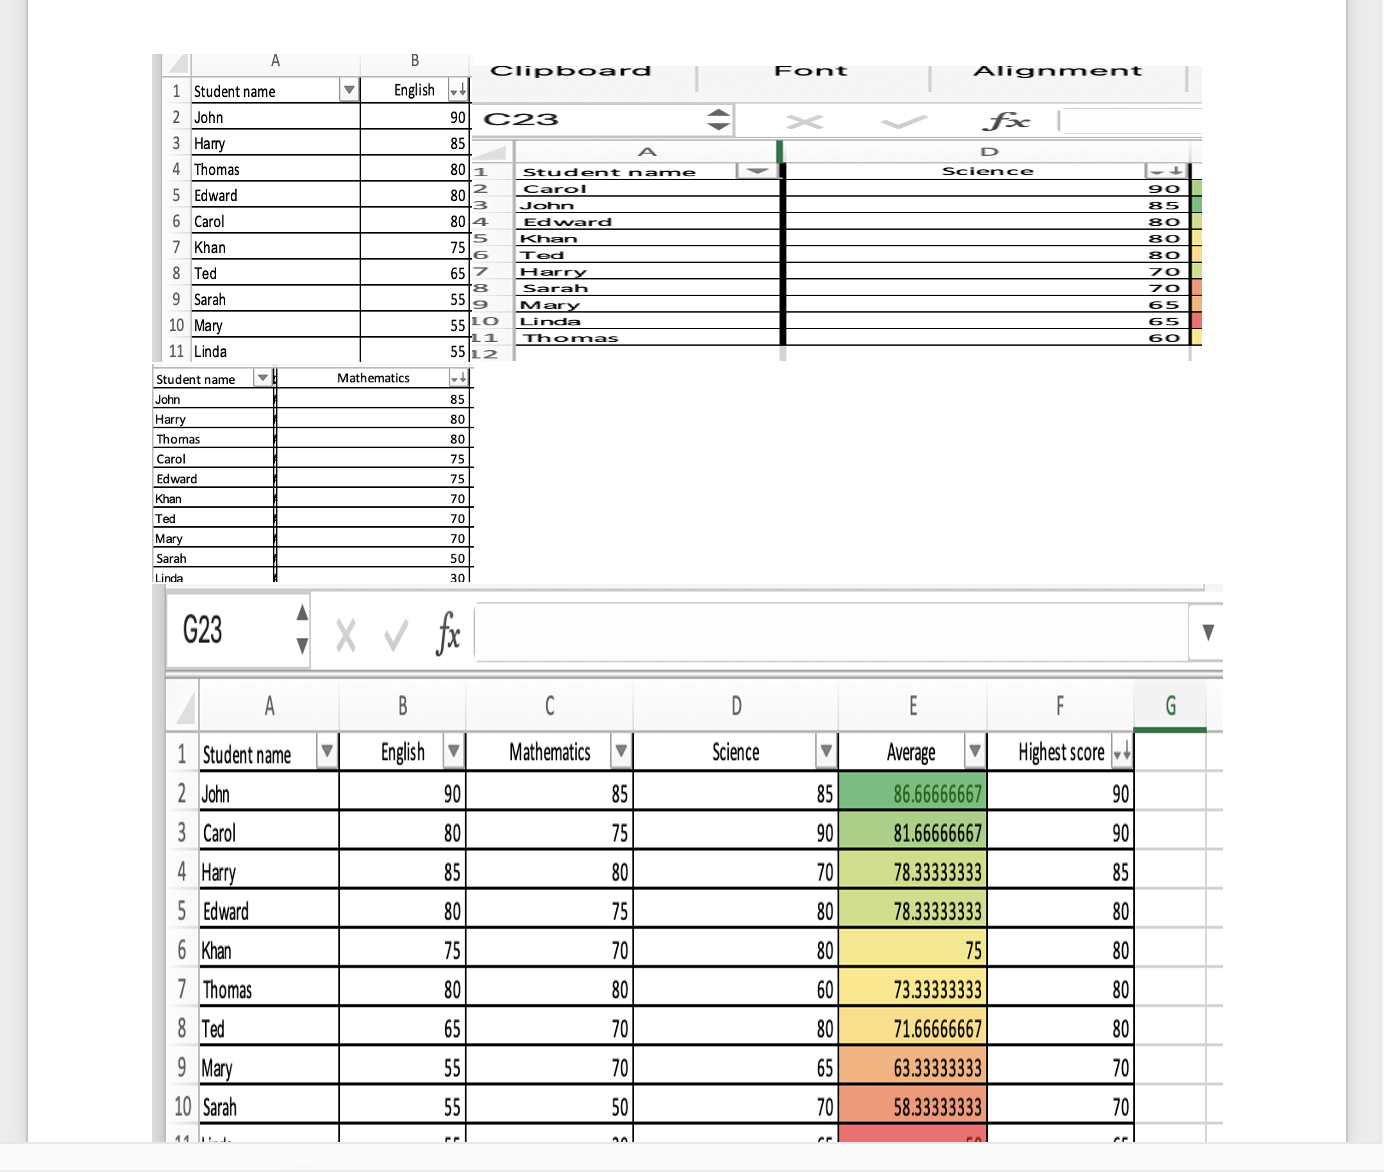 A B
1 Student name English
2 John 90
3 Harry 85
4 Thomas 80
5 Edward 80
6 Carol 80
7 Khan 75
8 Ted 65
9 Sarah 55
10 Mary 55
11 Linda 55
Clipboard Font Alignment
C23 fx
A D
1 Student name Science
2 Carol 90
3 John 85
4 Edward 80
5 Khan 80
6 Ted 80
7 Harry 70
8 Sarah 70
9 Mary 65
10 Linda 65
11 Thomas 60
12
Student name Mathematics
John 85
Harry 80
Thomas 80
Carol 75
Edward 75
Khan 70
Ted 70
Mary 70
Sarah 50
Linda 30
G23 fx
A B C D E F G
1 Student name English Mathematics Science Average Highest score
2 John 90 85 85 86.66666667 90
3 Carol 80 75 90 81.66666667 90
4 Harry 85 80 70 78.33333333 85
5 Edward 80 75 80 78.33333333 80
6 Khan 75 70 80 75 80
7 Thomas 80 80 60 73.33333333 80
8 Ted 65 70 80 71.66666667 80
9 Mary 55 70 65 63.33333333 70
10 Sarah 55 50 70 58.33333333 70